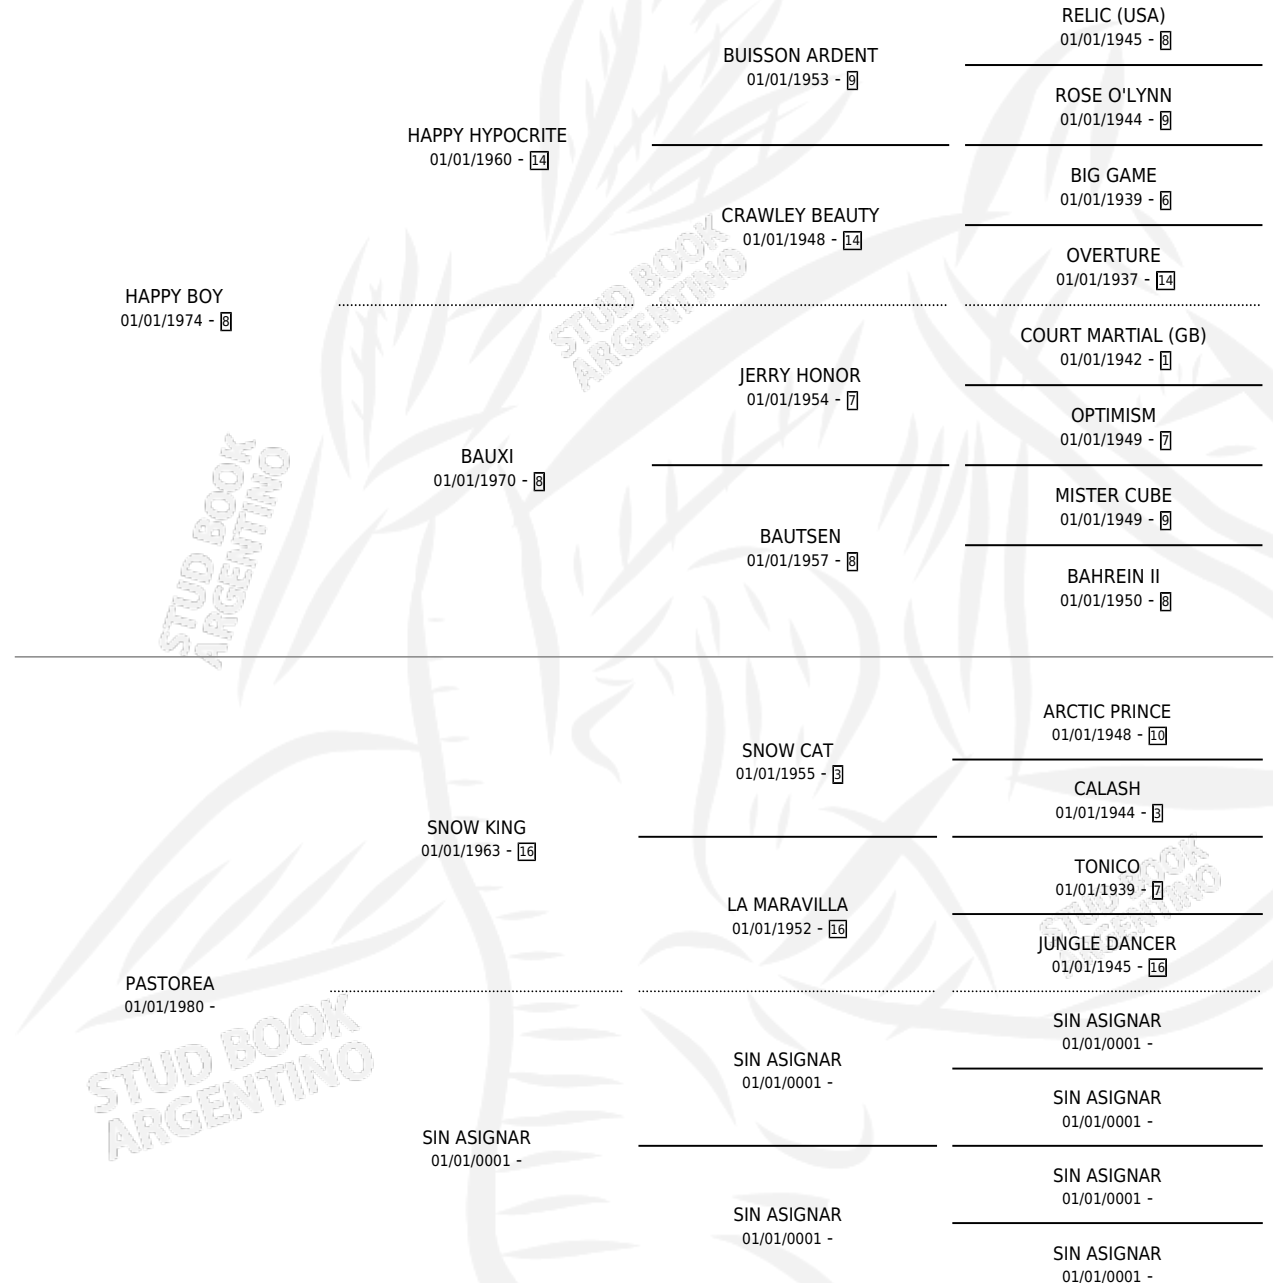 RELIC (USA)
01/01/1945 - 8
BUISSON ARDENT
01/01/1953 - 9
ROSE O'LYNN
01/01/1944 - 9
HAPPY HYPOCRITE
01/01/1960 - 14
BIG GAME
01/01/1939 - 6
CRAWLEY BEAUTY
01/01/1948 - 14
OVERTURE
01/01/1937 - 14
HAPPY BOY
01/01/1974 - 8
STUD BOOK
ARGENTINO
COURT MARTIAL (GB)
01/01/1942 - 1
JERRY HONOR
01/01/1954 - 7
OPTIMISM
01/01/1949 - 7
BAUXI
01/01/1970 - 8
MISTER CUBE
01/01/1949 - 9
BAUTSEN
01/01/1957 - 8
BAHREIN II
01/01/1950 - 8
STUD BOOK
ARGENTINO
ARCTIC PRINCE
01/01/1948 - 10
SNOW CAT
01/01/1955 - 3
CALASH
01/01/1944 - 3
SNOW KING
01/01/1963 - 16
TONICO
01/01/1939 - 7
LA MARAVILLA
01/01/1952 - 16
STUD BOOK
ARGENTINO
JUNGLE DANCER
01/01/1945 - 16
PASTOREA
01/01/1980 -
SIN ASIGNAR
01/01/0001 -
SIN ASIGNAR
01/01/0001 -
SIN ASIGNAR
01/01/0001 -
STUD BOOK
ARGENTINO
SIN ASIGNAR
01/01/0001 -
SIN ASIGNAR
01/01/0001 -
SIN ASIGNAR
01/01/0001 -
SIN ASIGNAR
01/01/0001 -